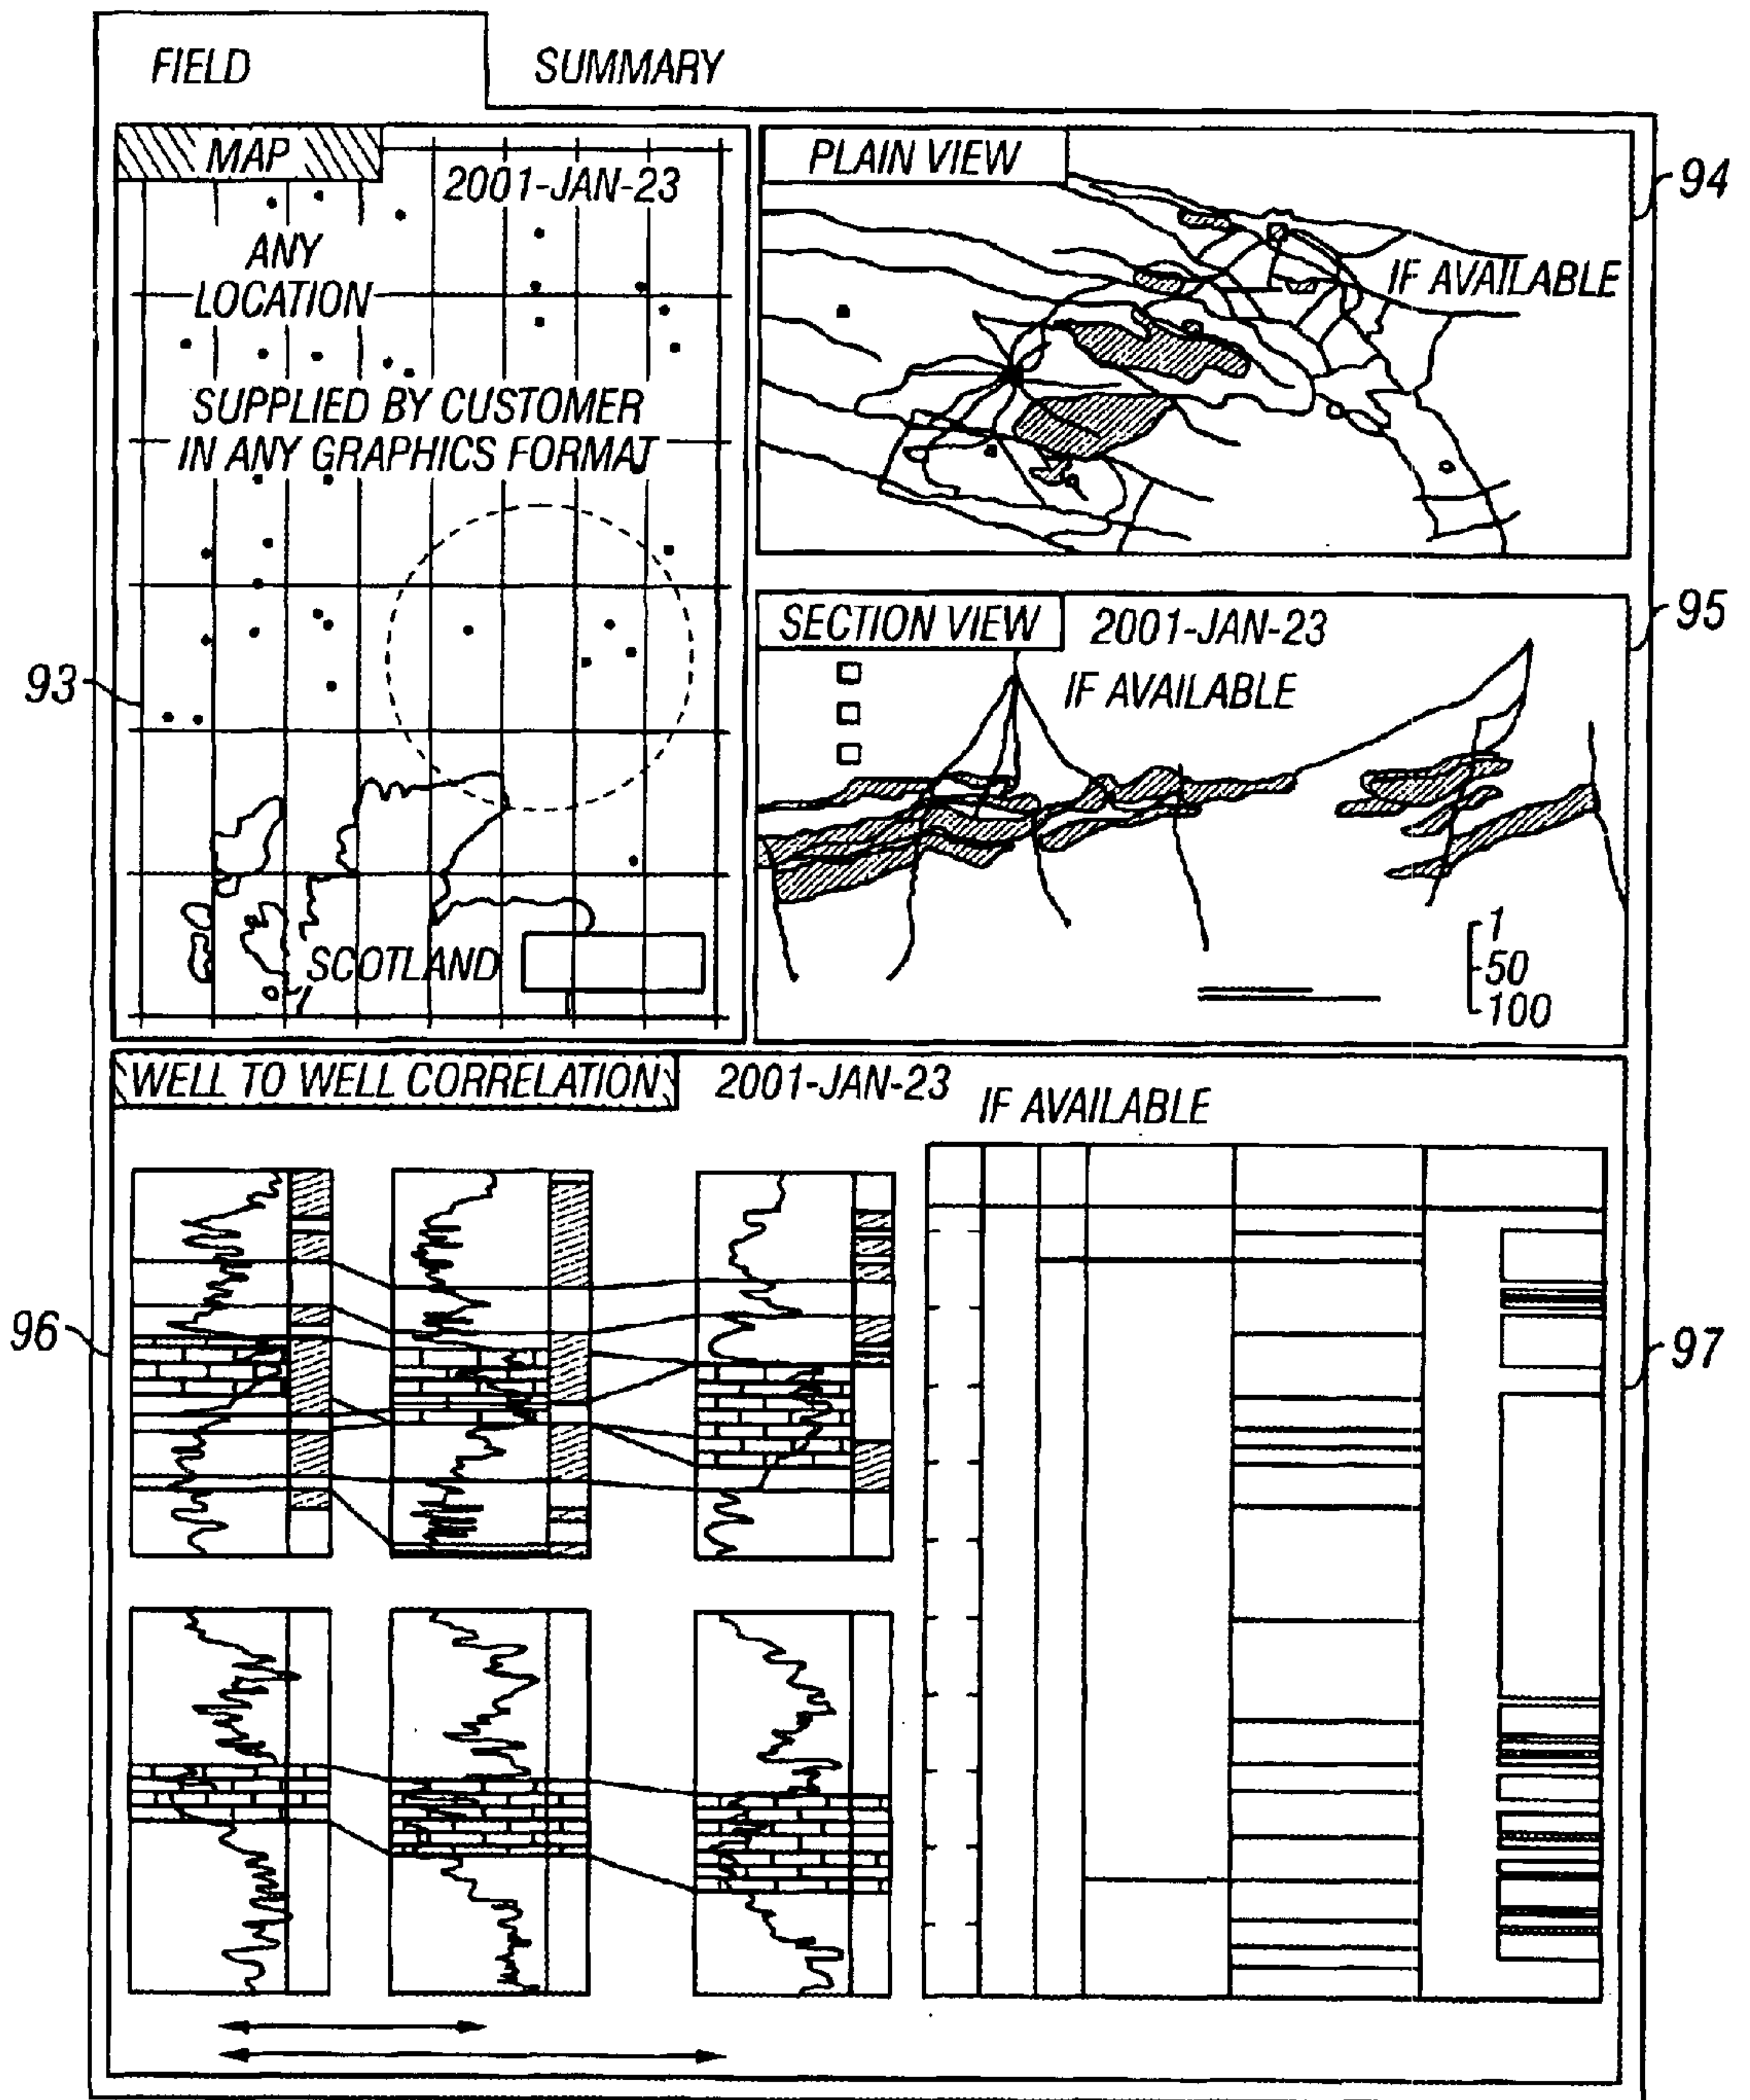 FIELD
SUMMARY
MAP
2001-JAN-23
ANY
LOCATION
SUPPLIED BY CUSTOMER
IN ANY GRAPHICS FORMAT
SCOTLAND
93
PLAIN VIEW
IF AVAILABLE
94
SECTION VIEW
2001-JAN-23
IF AVAILABLE
95
1
50
100
WELL TO WELL CORRELATION
2001-JAN-23
IF AVAILABLE
96
97